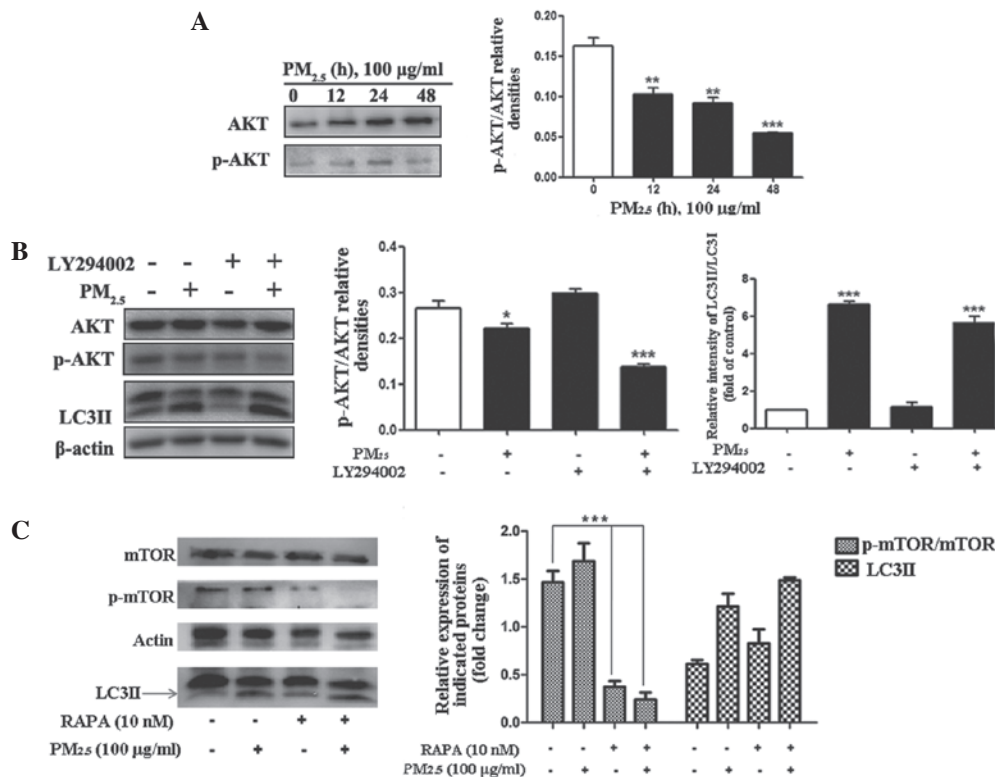 A
PM2.5 (h), 100 µg/ml
0 12 24 48
AKT
p-AKT
p-AKT/AKT relative
densities
0.20
0.15
0.10
0.05
0.00
** ** ***
0 12 24 48
PM2.5 (h), 100 µg/ml
B
LY294002 - - + +
PM2.5 - + - +
AKT
p-AKT
LC3II
β-actin
p-AKT/AKT relative
densities
0.4
0.3
0.2
0.0
* ***
PM2.5 - + - +
LY294002 - - + +
Relative intensity of LC3II/LC3I
(fold of control)
8
6
4
2
0
*** ***
PM2.5 - + - +
LY294002 - - + +
C
mTOR
p-mTOR
Actin
LC3II
RAPA (10 nM) - - + +
PM2.5 (100 µg/ml) - + - +
Relative expression of
indicated proteins
(fold change)
2.0
1.5
1.0
0.5
0.0
***
p-mTOR/mTOR
LC3II
RAPA (10 nM) - - + + - - + +
PM2.5 (100 µg/ml) - + - + - + - +